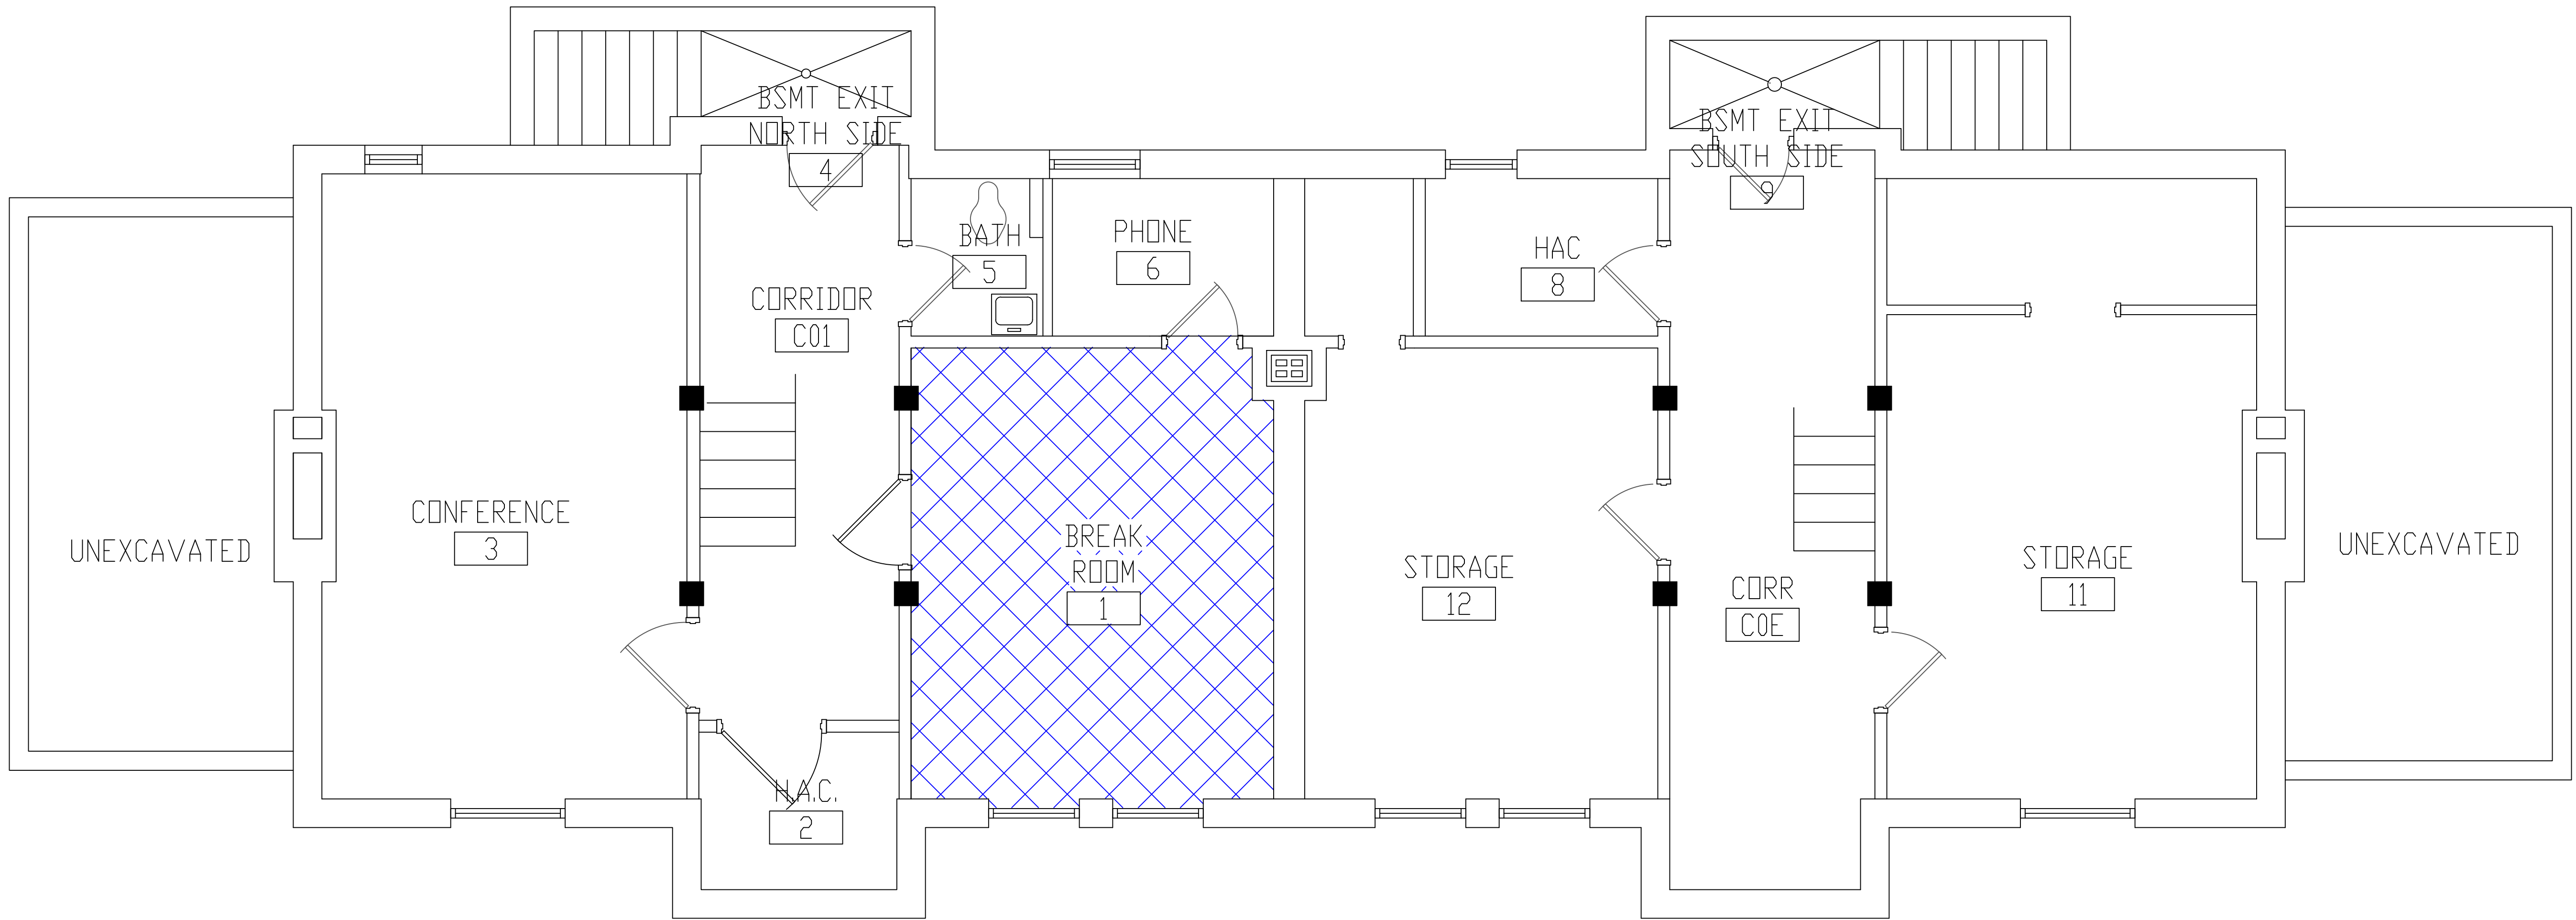 BSMT EXIT
NORTH SIDE
4
BSMT EXIT
SOUTH SIDE
9
BATH
5
PHONE
6
HAC
8
CORRIDOR
C01
CONFERENCE
3
UNEXCAVATED
BREAK
ROOM
1
STORAGE
12
CORR
C0E
STORAGE
11
UNEXCAVATED
H.A.C.
2